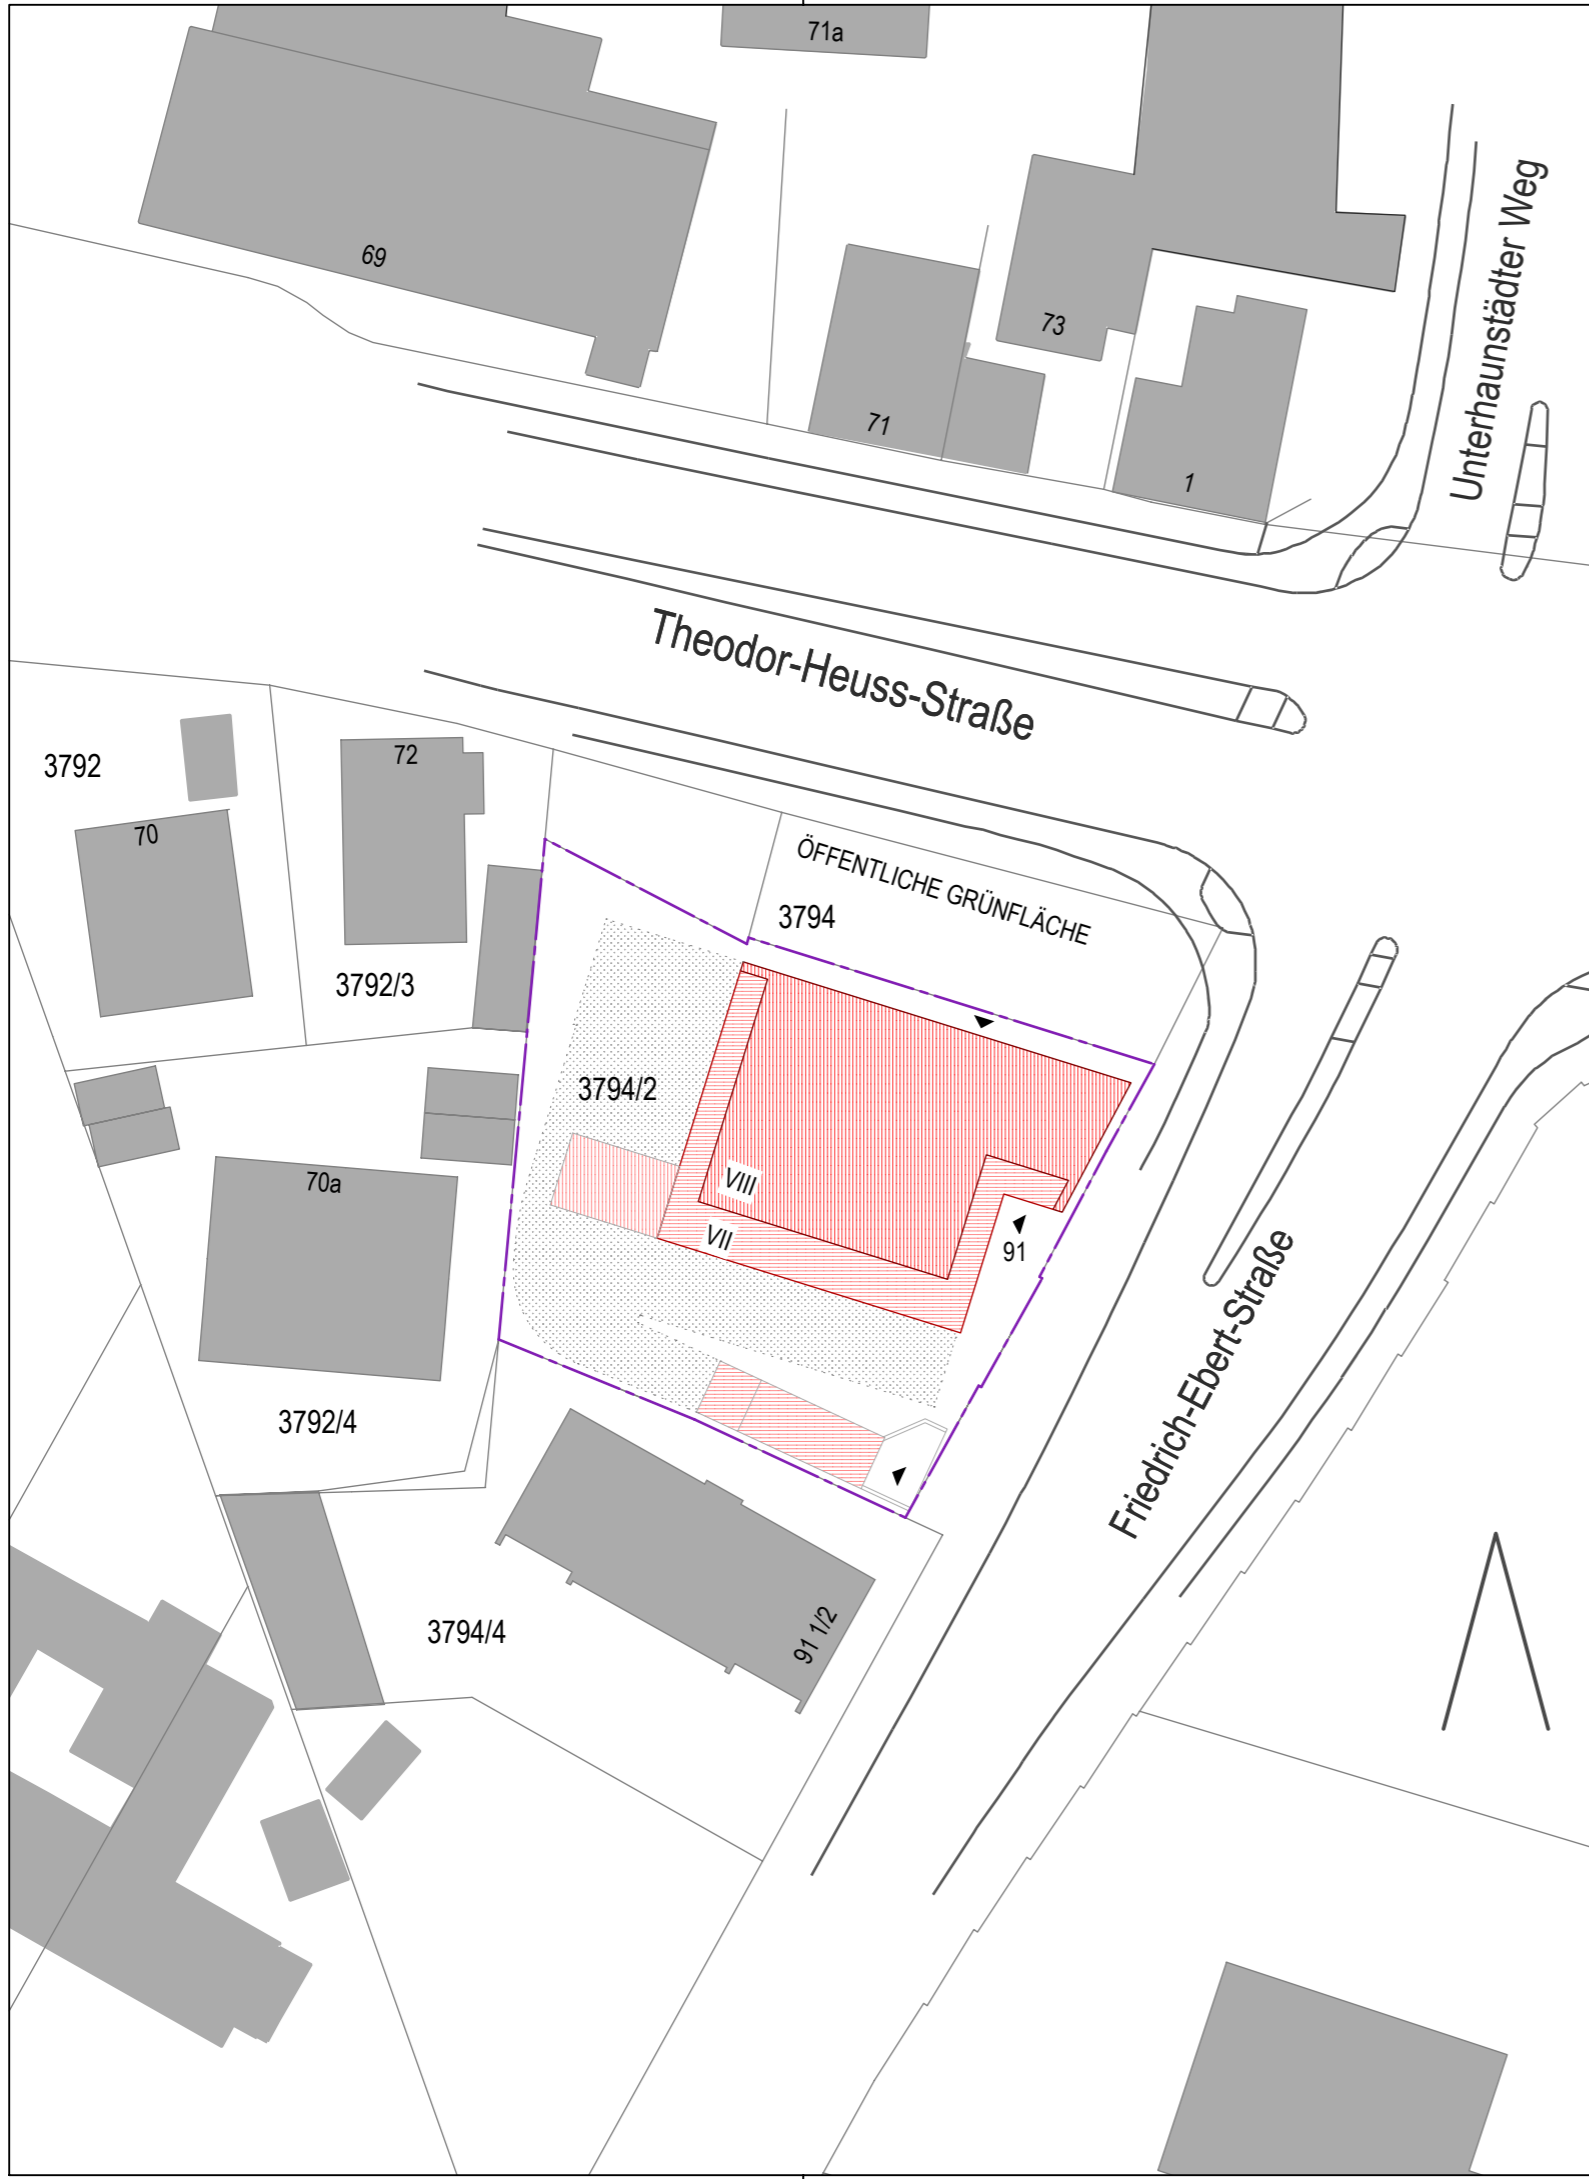 71a
69
73
71
1
Unterhaunstädter Weg
Theodor-Heuss-Straße
3792
70
72
3792/3
ÖFFENTLICHE GRÜNFLÄCHE
3794
3794/2
VIII
VII
91
70a
3792/4
Friedrich-Ebert-Straße
3794/4
91 1/2